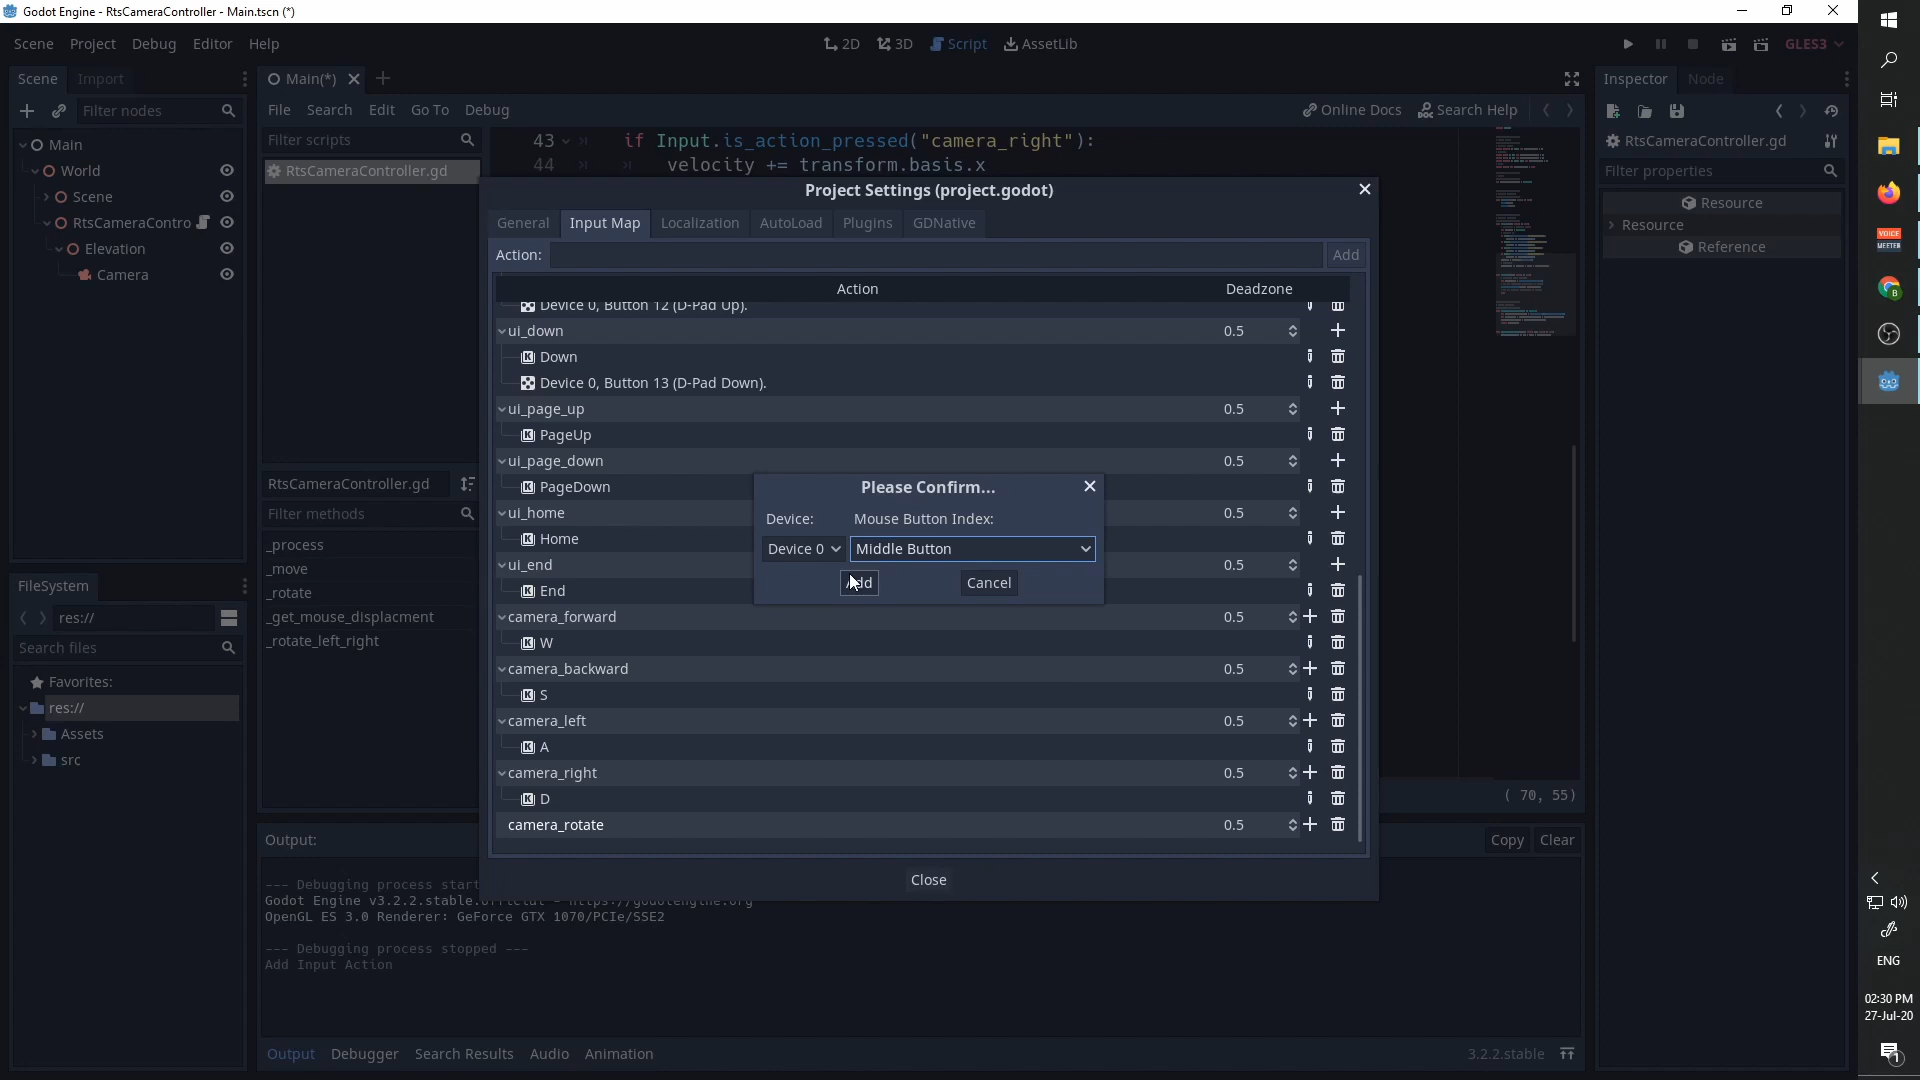 Godot Engine - RtsCameraController - Main.tscn (*)
Scene Project Debug Editor Help
2D 3D Script AssetLib
GLES3
Scene Import
Filter nodes
Main
World
Scene
RtsCameraContro
Elevation
Camera
FileSystem
res://
Search files
Favorites:
res://
Assets
src
Main(*)
File Search Edit Go To Debug
Online Docs Search Help
Filter scripts
RtsCameraController.gd
RtsCameraController.gd
Filter methods
_process
_move
_rotate
_get_mouse_displacment
_rotate_left_right
43 if Input.is_action_pressed("camera_right"):
44 velocity += transform.basis.x
( 70, 55)
Project Settings (project.godot)
General Input Map Localization AutoLoad Plugins GDNative
Action: Add
Action Deadzone
Device 0, Button 12 (D-Pad Up).
ui_down 0.5
Down
Device 0, Button 13 (D-Pad Down).
ui_page_up 0.5
PageUp
ui_page_down 0.5
PageDown
ui_home 0.5
Home
ui_end 0.5
End
camera_forward 0.5
W
camera_backward 0.5
S
camera_left 0.5
A
camera_right 0.5
D
camera_rotate 0.5
Close
Please Confirm...
Device: Mouse Button Index:
Device 0 Middle Button
Add Cancel
Output:
Copy Clear
--- Debugging process start
Godot Engine v3.2.2.stable.official - https://godotengine.org
OpenGL ES 3.0 Renderer: GeForce GTX 1070/PCIe/SSE2
--- Debugging process stopped ---
Add Input Action
Output Debugger Search Results Audio Animation
3.2.2.stable
Inspector Node
RtsCameraController.gd
Filter properties
Resource
Resource
Reference
VOICE
MEETER
B
ENG
02:30 PM
27-Jul-20
1